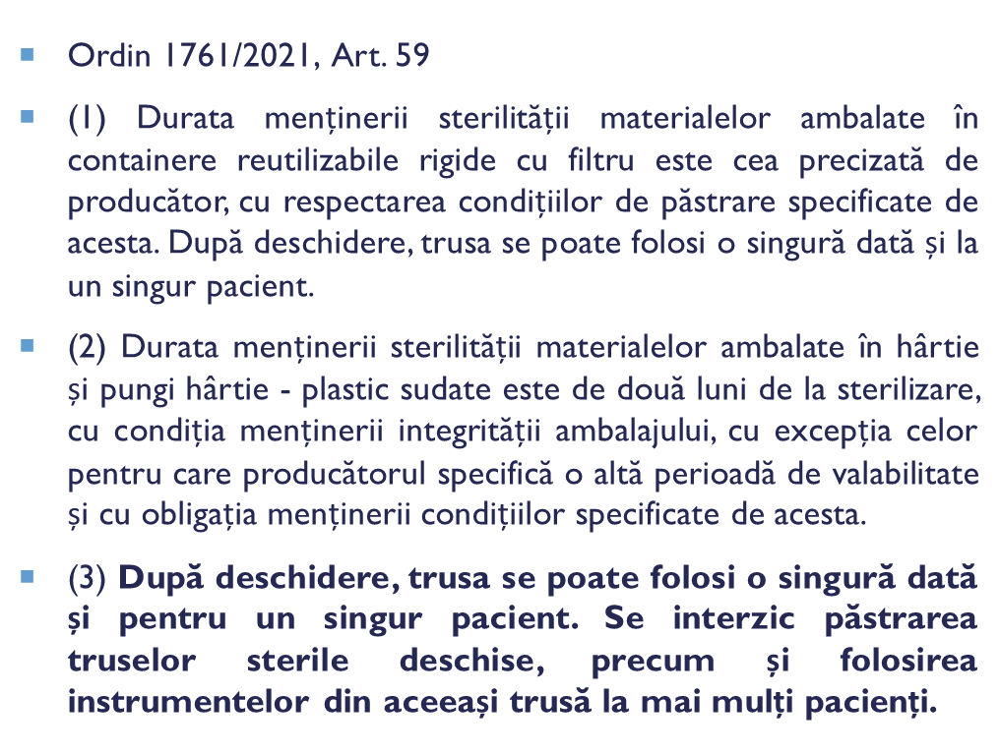 Ordin 1761/2021, Art. 59
(1) Durata menținerii sterilității materialelor ambalate în
containere reutilizabile rigide cu filtru este cea precizată de
producător, cu respectarea condițiilor de păstrare specificate de
acesta. După deschidere, trusa se poate folosi o singură dată și la
un singur pacient.
(2) Durata menținerii sterilității materialelor ambalate în hârtie
și pungi hârtie - plastic sudate este de două luni de la sterilizare,
cu condiția menținerii integrității ambalajului, cu excepția celor
pentru care producătorul specifică o altă perioadă de valabilitate
și cu obligația menținerii condițiilor specificate de acesta.
(3) După deschidere, trusa se poate folosi o singură dată
și pentru un singur pacient. Se interzic păstrarea
truselor sterile deschise, precum și folosirea
instrumentelor din aceeași trusă la mai mulți pacienți.